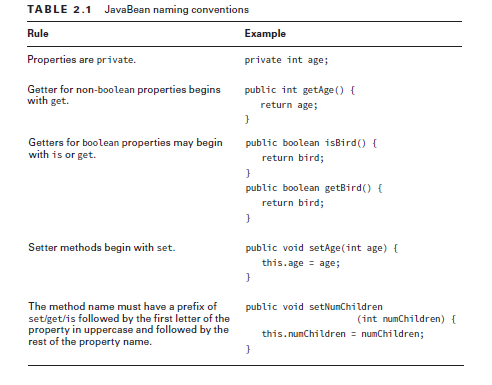 TABLE 2.1 JavaBean naming conventions
Rule Example
Properties are private. private int age;
Getter for non-boolean properties begins
with get.
public int getAge() {
return age;
}
Getters for boolean properties may begin
with is or get.
public boolean isBird() {
return bird;
}
public boolean getBird() {
return bird;
}
Setter methods begin with set. public void setAge(int age) {
this.age = age;
}
The method name must have a prefix of
set/get/is followed by the first letter of the
property in uppercase and followed by the
rest of the property name.
public void setNumChildren
(int numChildren) {
this.numChildren = numChildren;
}